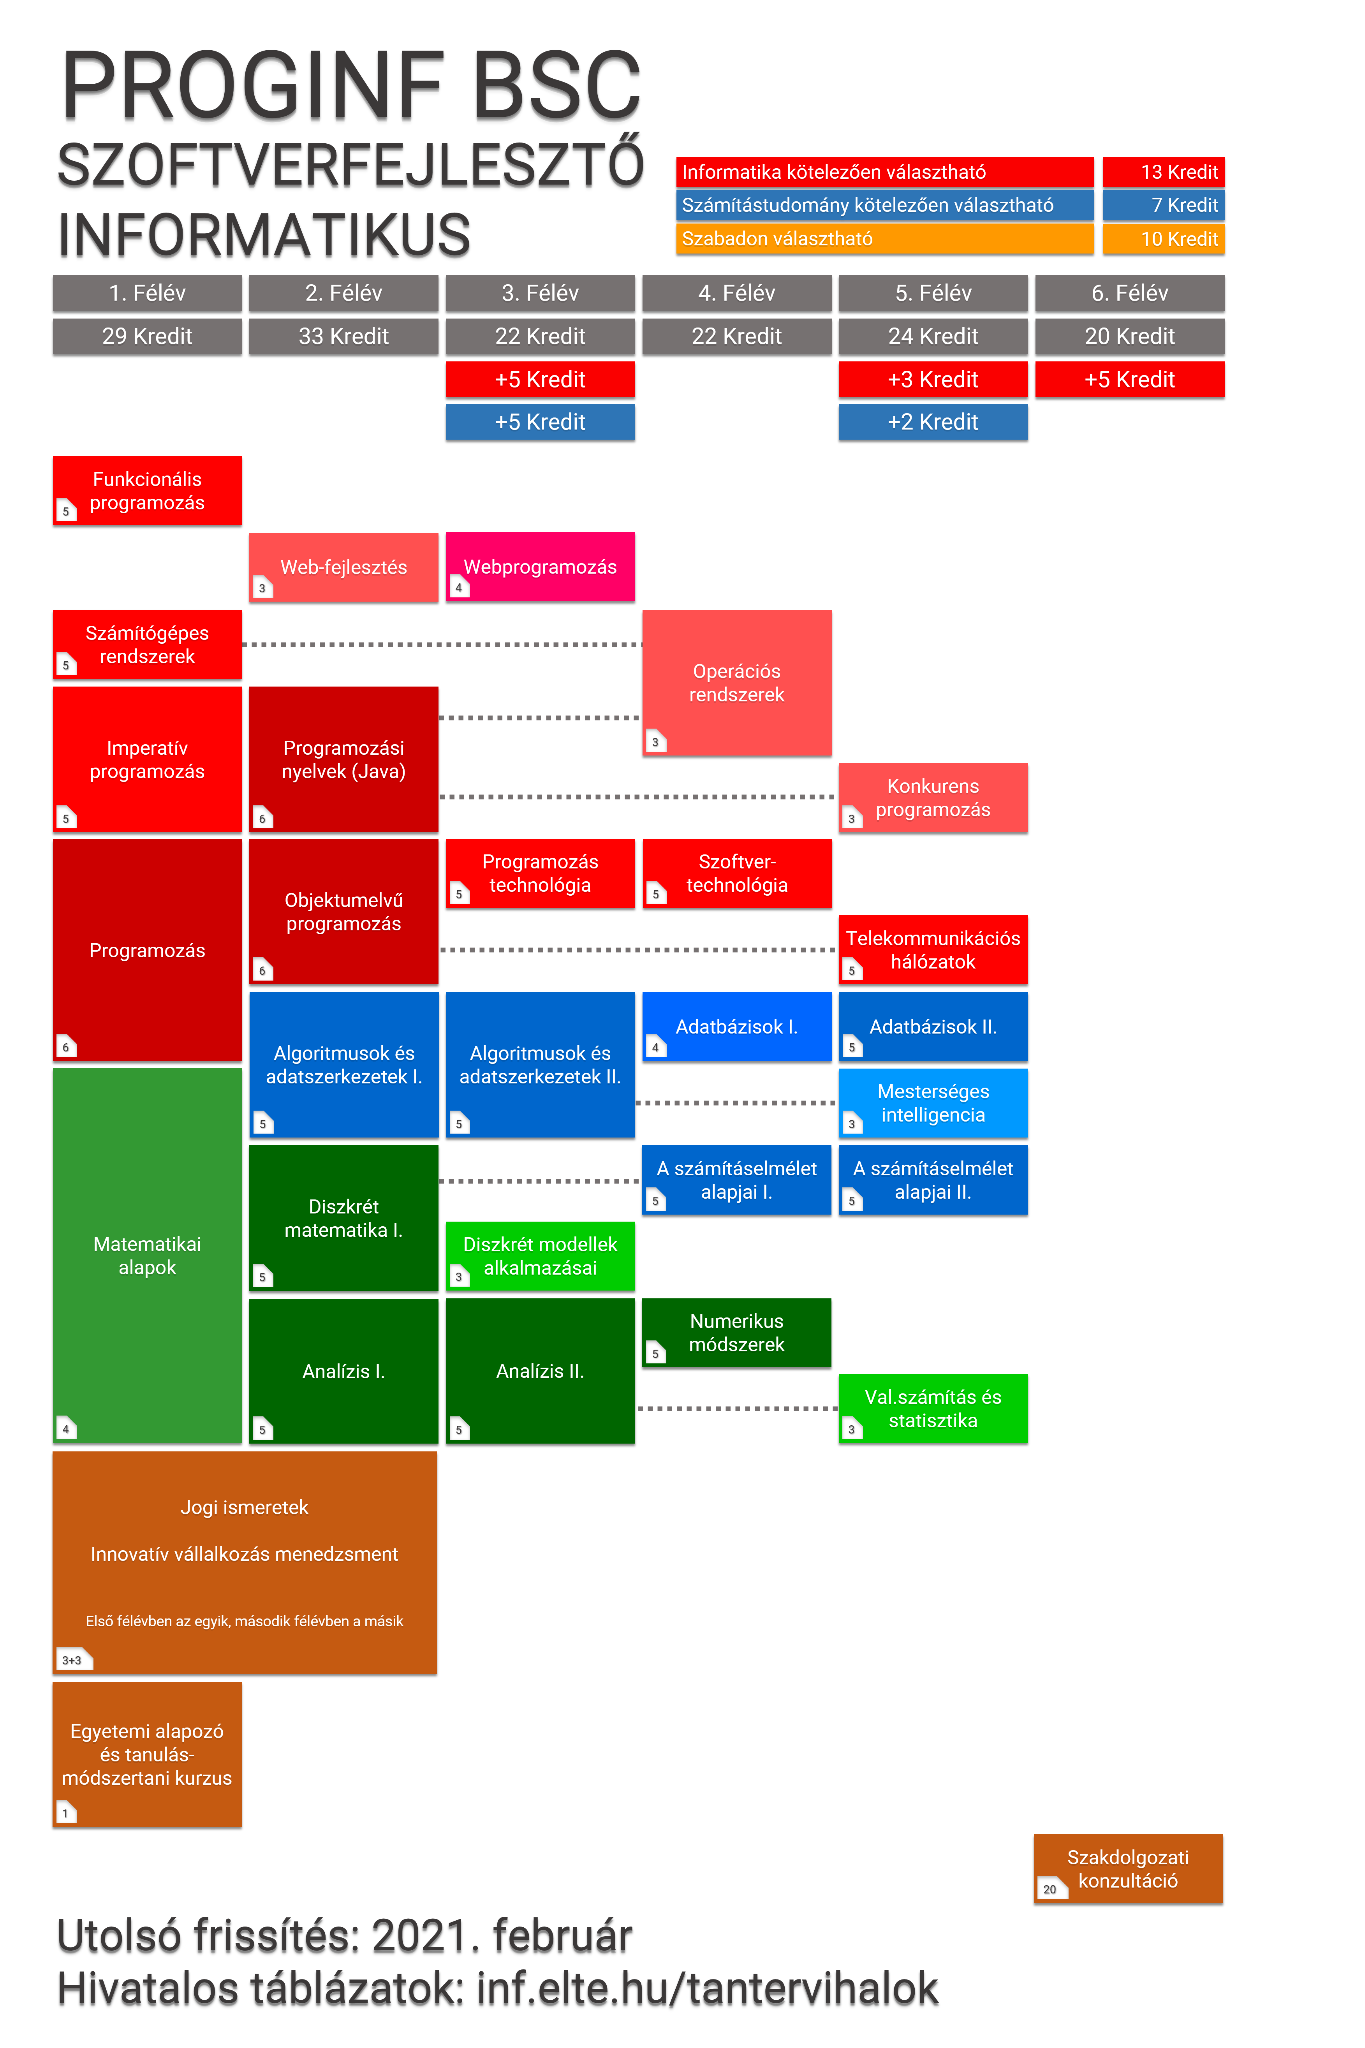 PROGINF BSC
SZOFTVERFEJLESZTŐ
INFORMATIKUS
Informatika kötelezően választható 13 Kredit
Számítástudomány kötelezően választható 7 Kredit
Szabadon választható 10 Kredit
1. Félév 2. Félév 3. Félév 4. Félév 5. Félév 6. Félév
29 Kredit 33 Kredit 22 Kredit 22 Kredit 24 Kredit 20 Kredit
+5 Kredit +3 Kredit +5 Kredit
+5 Kredit +2 Kredit
Funkcionális
programozás
5
Web-fejlesztés
3
Webprogramozás
4
Számítógépes
rendszerek
5
Operációs
rendszerek
3
Imperatív
programozás
5
Programozási
nyelvek (Java)
6
Konkurens
programozás
3
Programozás
6
Objektumelvű
programozás
6
Programozás
technológia
5
Szoftver-
technológia
5
Telekommunikációs
hálózatok
5
Algoritmusok és
adatszerkezetek I.
5
Algoritmusok és
adatszerkezetek II.
5
Adatbázisok I.
4
Adatbázisok II.
5
Mesterséges
intelligencia
3
Matematikai
alapok
4
Diszkrét
matematika I.
5
A számításelmélet
alapjai I.
5
A számításelmélet
alapjai II.
5
Diszkrét modellek
alkalmazásai
3
Analízis I.
5
Analízis II.
5
Numerikus
módszerek
5
Val.számítás és
statisztika
3
Jogi ismeretek
Innovatív vállalkozás menedzsment
Első félévben az egyik, második félévben a másik
3+3
Egyetemi alapozó
és tanulás-
módszertani kurzus
1
Szakdolgozati
konzultáció
20
Utolsó frissítés: 2021. február
Hivatalos táblázatok: inf.elte.hu/tantervihalok